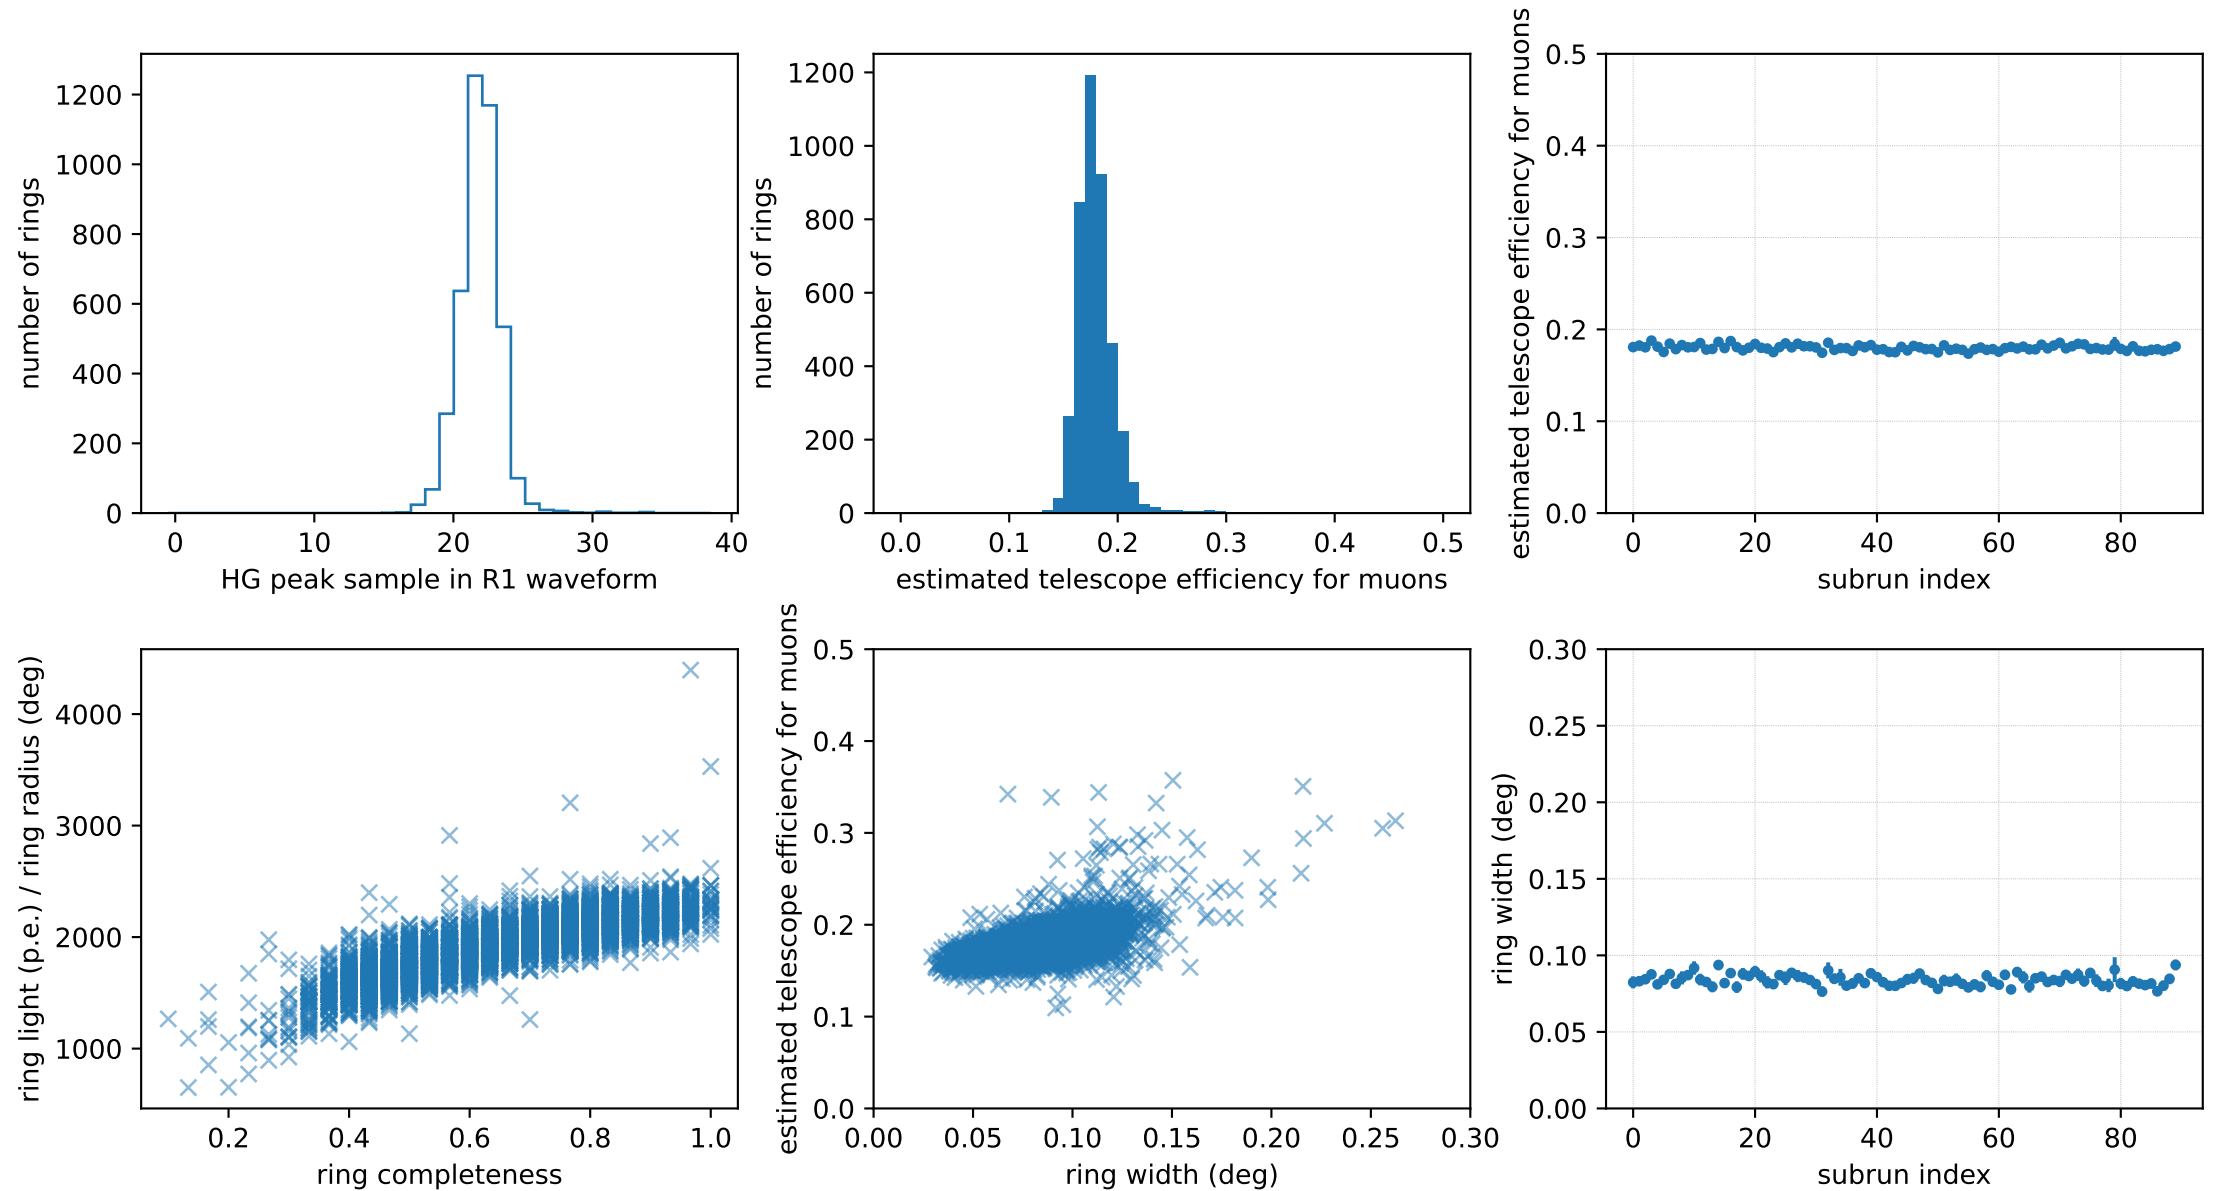 number of rings
1200
1000
800
600
400
200
0
0 10 20 30 40
HG peak sample in R1 waveform
number of rings
1200
1000
800
600
400
200
0
0.0 0.1 0.2 0.3 0.4 0.5
estimated telescope efficiency for muons
estimated telescope efficiency for muons
0.5
0.4
0.3
0.2
0.1
0.0
0 20 40 60 80
subrun index
ring light (p.e.) / ring radius (deg)
4000
3000
2000
1000
0.2 0.4 0.6 0.8 1.0
ring completeness
estimated telescope efficiency for muons
0.5
0.4
0.3
0.2
0.1
0.0
0.00 0.05 0.10 0.15 0.20 0.25 0.30
ring width (deg)
ring width (deg)
0.30
0.25
0.20
0.15
0.10
0.05
0.00
0 20 40 60 80
subrun index